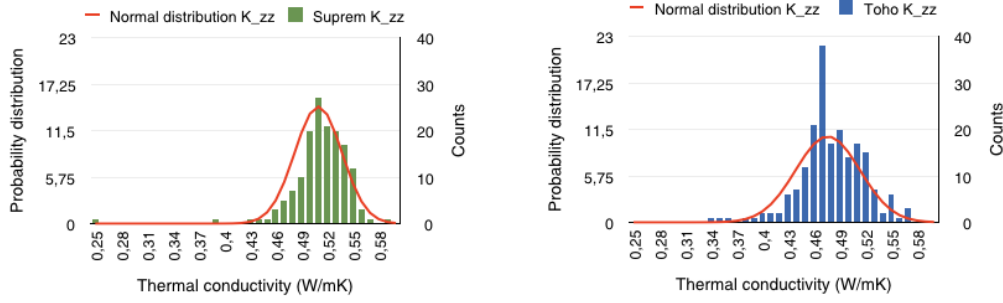 Normal distribution K_zz Suprem K_zz
23
17,25
11,5
5,75
0
40
30
20
10
0
Probability distribution
Counts
0,25 0,28 0,31 0,34 0,37 0,4 0,43 0,46 0,49 0,52 0,55 0,58
Thermal conductivity (W/mK)
Normal distribution K_zz Toho K_zz
23
17,25
11,5
5,75
0
40
30
20
10
0
Probability distribution
Counts
0,25 0,28 0,31 0,34 0,37 0,4 0,43 0,46 0,49 0,52 0,55 0,58
Thermal conductivity (W/mK)